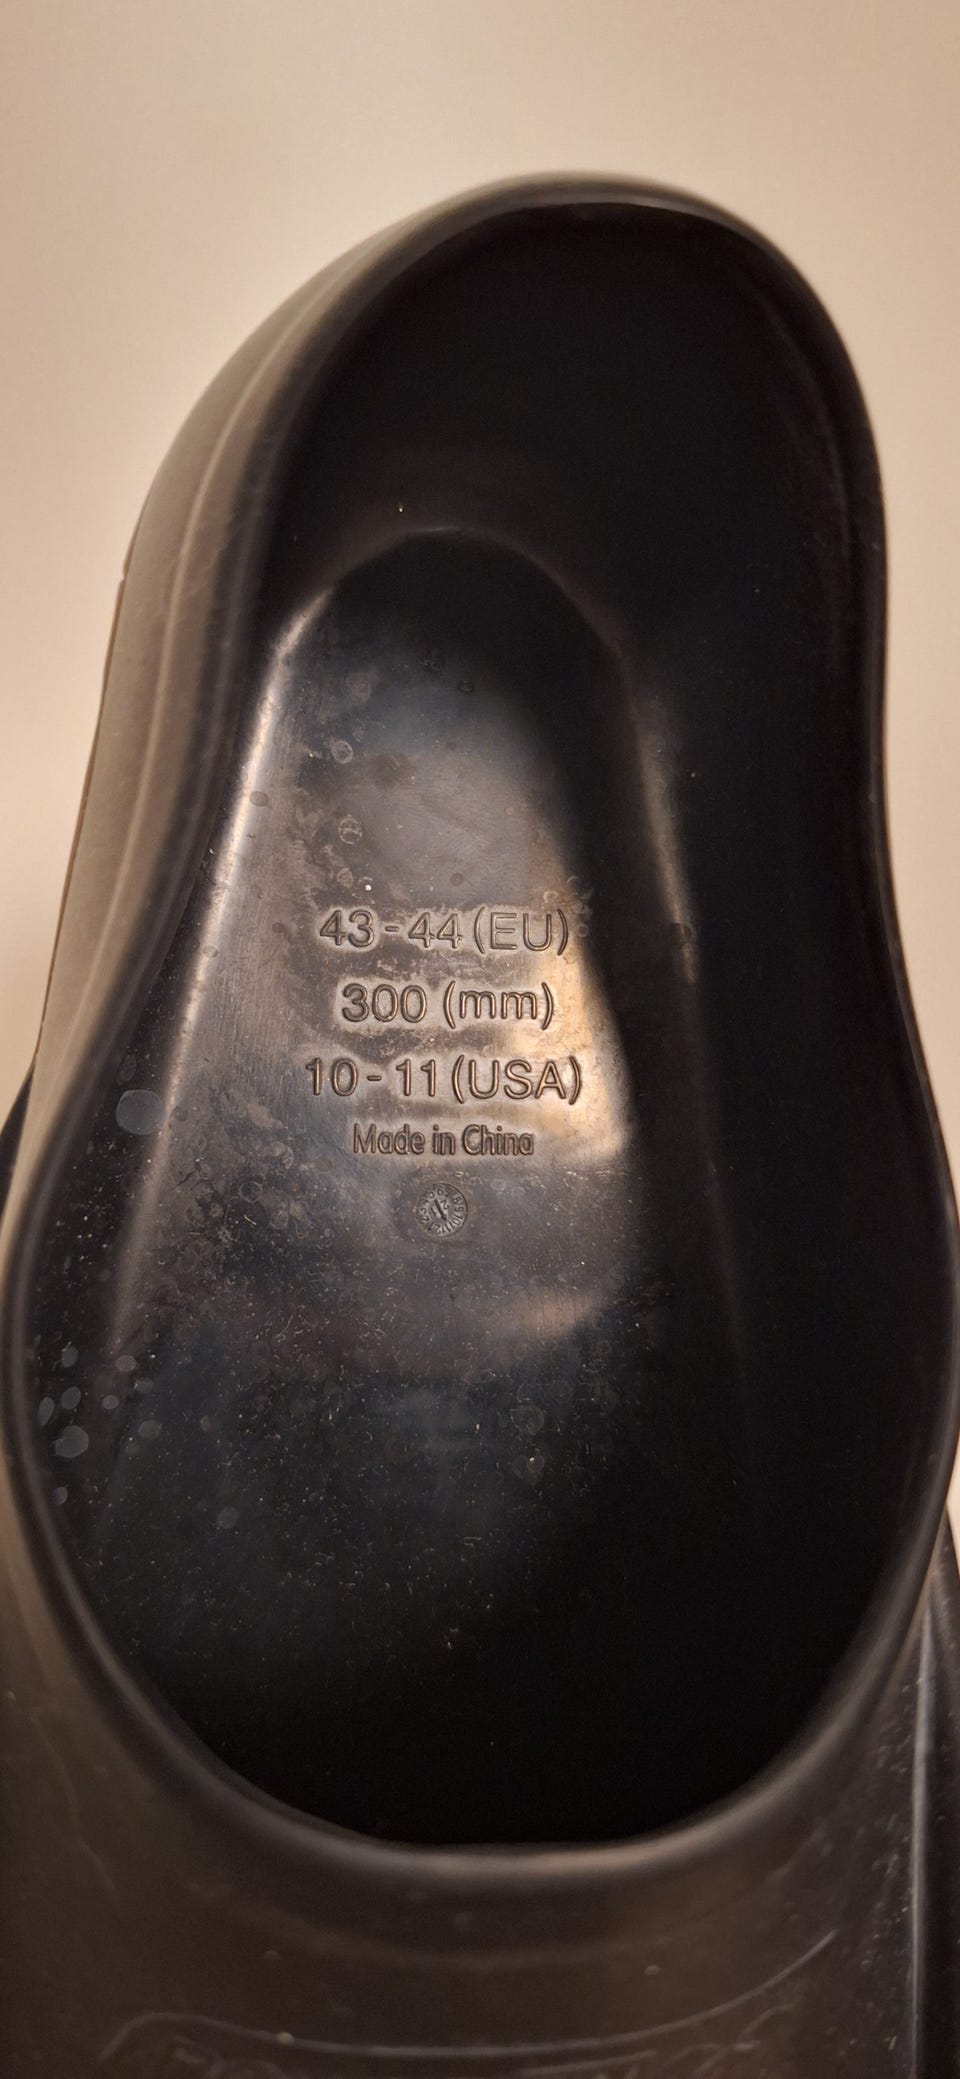 43-44 (EU)
300 (mm)
10-11 (USA)
Made in China